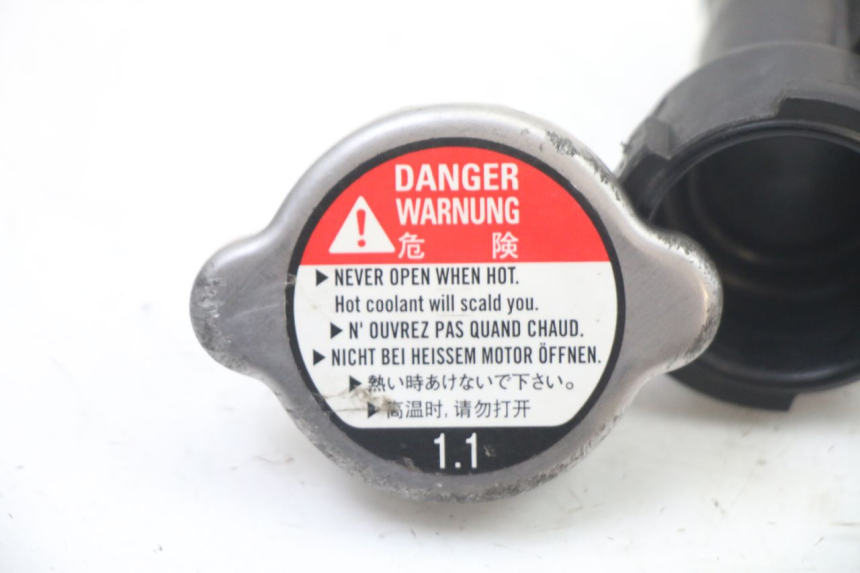 DANGER
WARNUNG
危 険
▶ NEVER OPEN WHEN HOT.
Hot coolant will scald you.
▶ N' OUVREZ PAS QUAND CHAUD.
▶ NICHT BEI HEISSEM MOTOR ÖFFNEN.
▶ 熱い時あけないで下さい。
▶ 高温时, 请勿打开
1.1